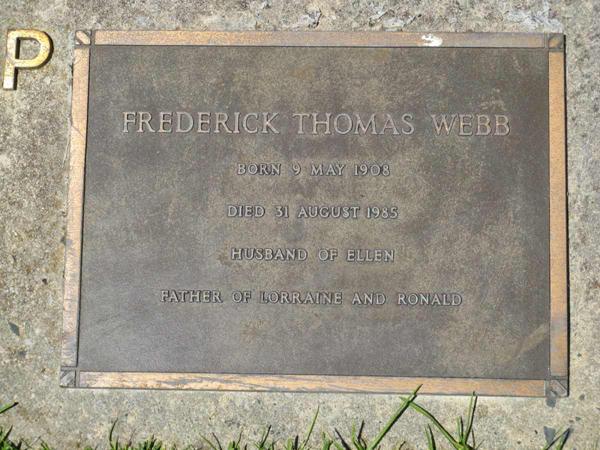 P
FREDERICK THOMAS WEBB
BORN 9 MAY 1908
DIED 31 AUGUST 1985
HUSBAND OF ELLEN
FATHER OF LORRAINE AND RONALD